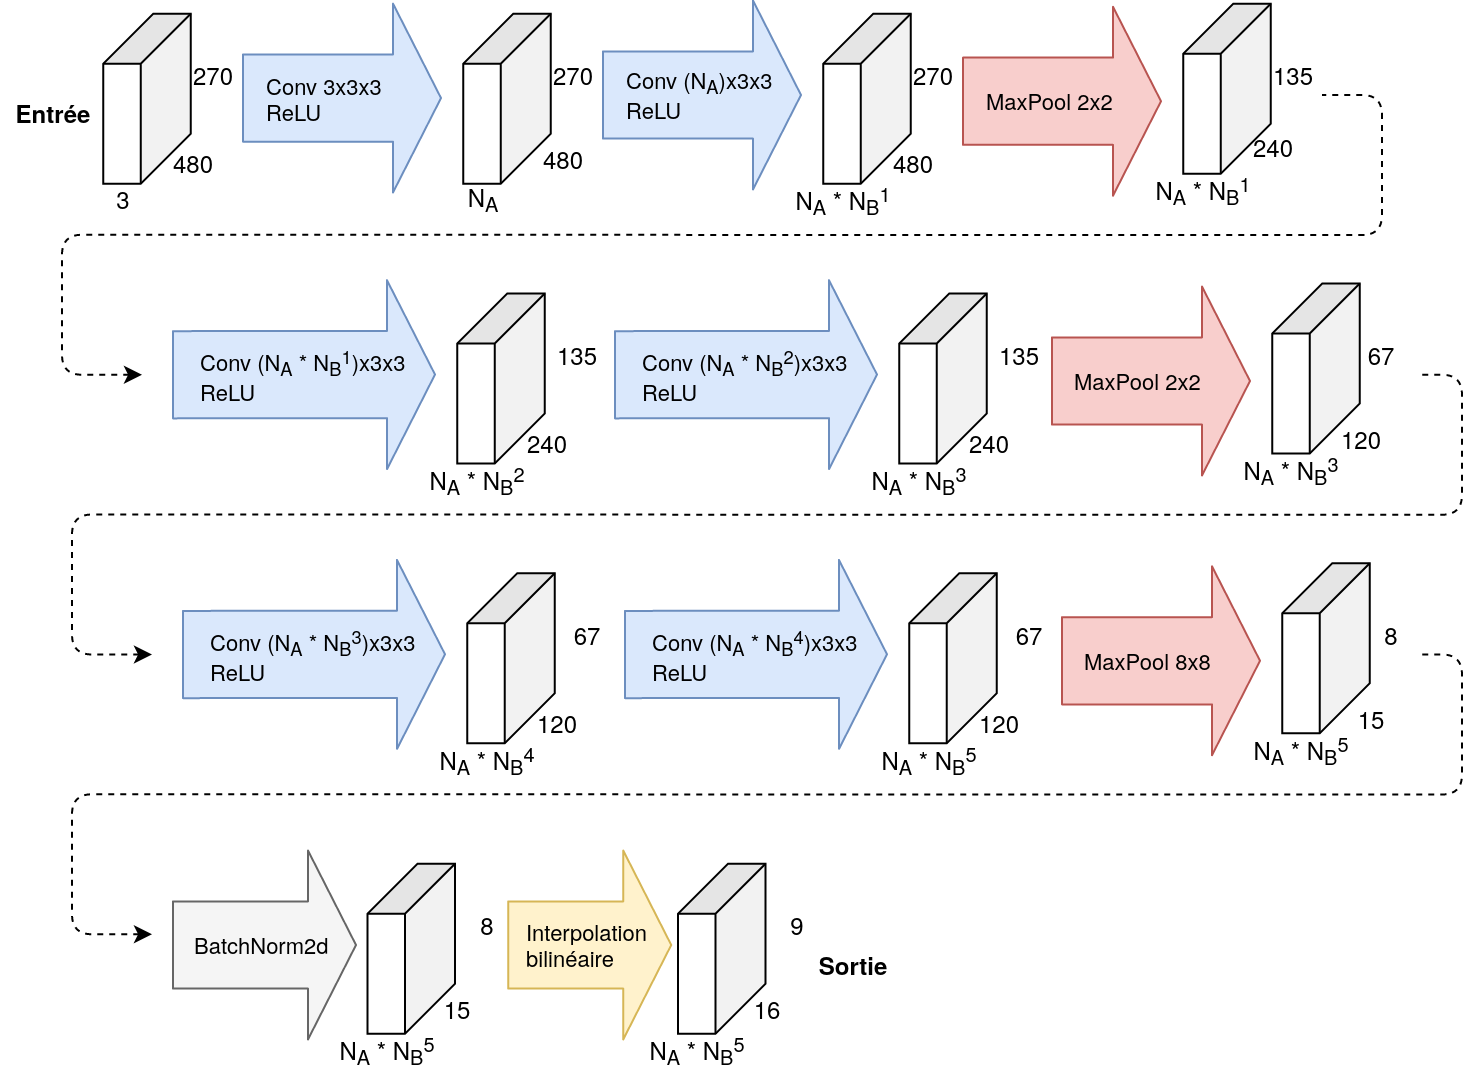 Entrée
270
480
3
Conv 3x3x3
ReLU
270
480
N_A
Conv (N_A)x3x3
ReLU
270
480
N_A * N_B^1
MaxPool 2x2
135
240
N_A * N_B^1
Conv (N_A * N_B^1)x3x3
ReLU
135
240
N_A * N_B^2
Conv (N_A * N_B^2)x3x3
ReLU
135
240
N_A * N_B^3
MaxPool 2x2
67
120
N_A * N_B^3
Conv (N_A * N_B^3)x3x3
ReLU
67
120
N_A * N_B^4
Conv (N_A * N_B^4)x3x3
ReLU
67
120
N_A * N_B^5
MaxPool 8x8
8
15
N_A * N_B^5
BatchNorm2d
8
15
N_A * N_B^5
Interpolation
bilinéaire
9
16
N_A * N_B^5
Sortie